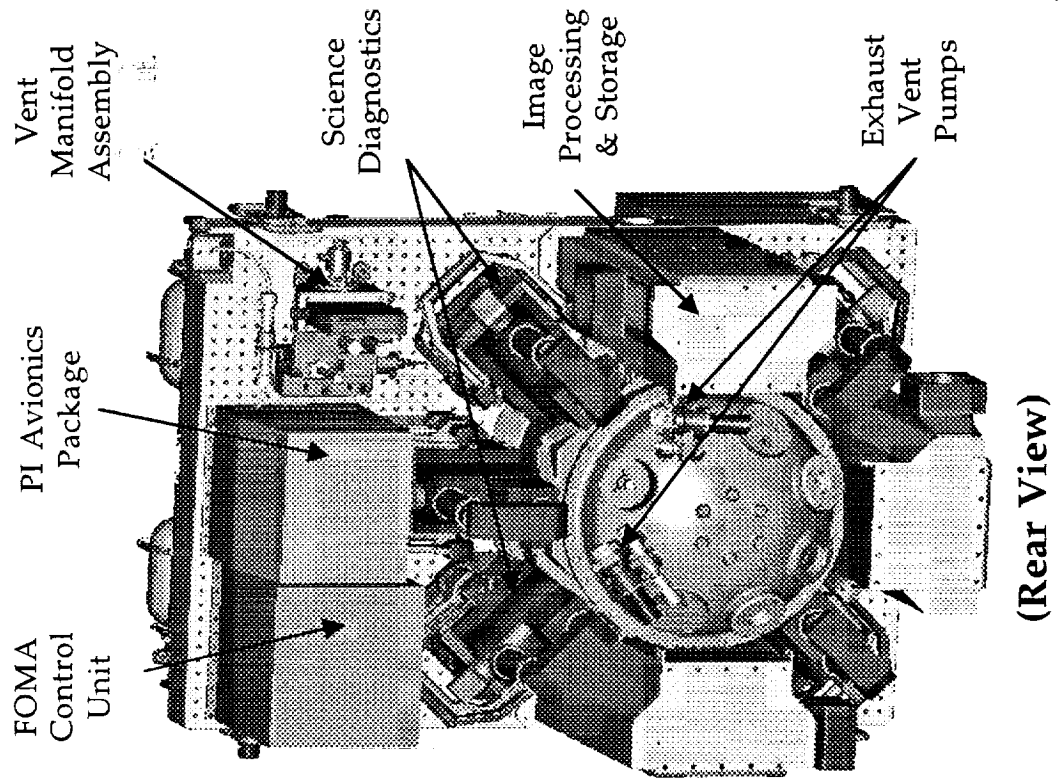 FOMA
Control
Unit
PI Avionics
Package
Vent
Manifold
Assembly
Science
Diagnostics
Image
Processing
& Storage
Exhaust
Vent
Pumps
(Rear View)